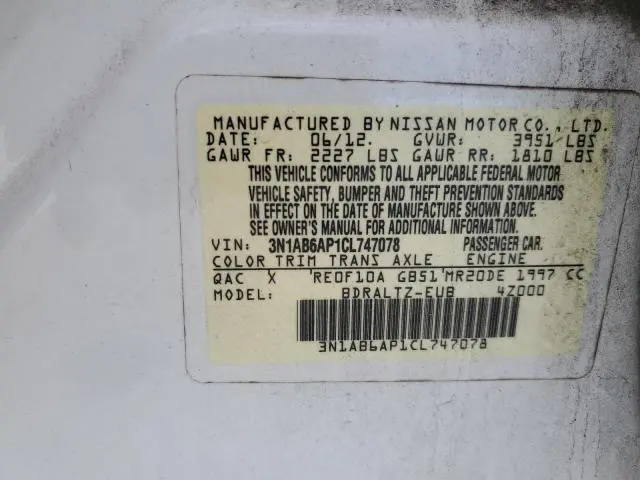 MANUFACTURED BY NISSAN MOTOR CO., LTD.
DATE: 06/12. GVWR: 3951 LBS
GAWR FR: 2227 LBS GAWR RR: 1810 LBS
THIS VEHICLE CONFORMS TO ALL APPLICABLE FEDERAL MOTOR
VEHICLE SAFETY, BUMPER AND THEFT PREVENTION STANDARDS
IN EFFECT ON THE DATE OF MANUFACTURE SHOWN ABOVE.
SEE OWNER'S MANUAL FOR ADDITIONAL INFORMATION.
VIN: 3N1AB6AP1CL747078 PASSENGER CAR.
COLOR TRIM TRANS AXLE ENGINE
QAC X RE0F10A GB51 MR20DE 1997 CC
MODEL: BDRALTZ-EUB 4Z000
3N1AB6AP1CL747078